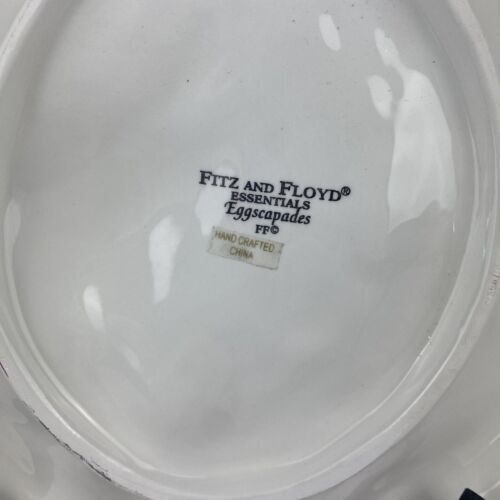 FITZ AND FLOYD®
ESSENTIALS
Eggscapades
FF©
HAND CRAFTED
CHINA